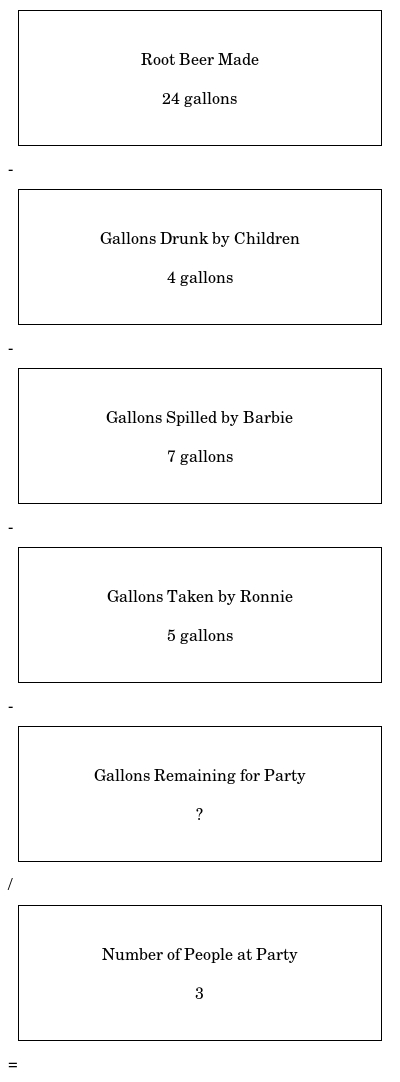 Root Beer Made
24 gallons
-
Gallons Drunk by Children
4 gallons
-
Gallons Spilled by Barbie
7 gallons
-
Gallons Taken by Ronnie
5 gallons
-
Gallons Remaining for Party
?
/
Number of People at Party
3
=